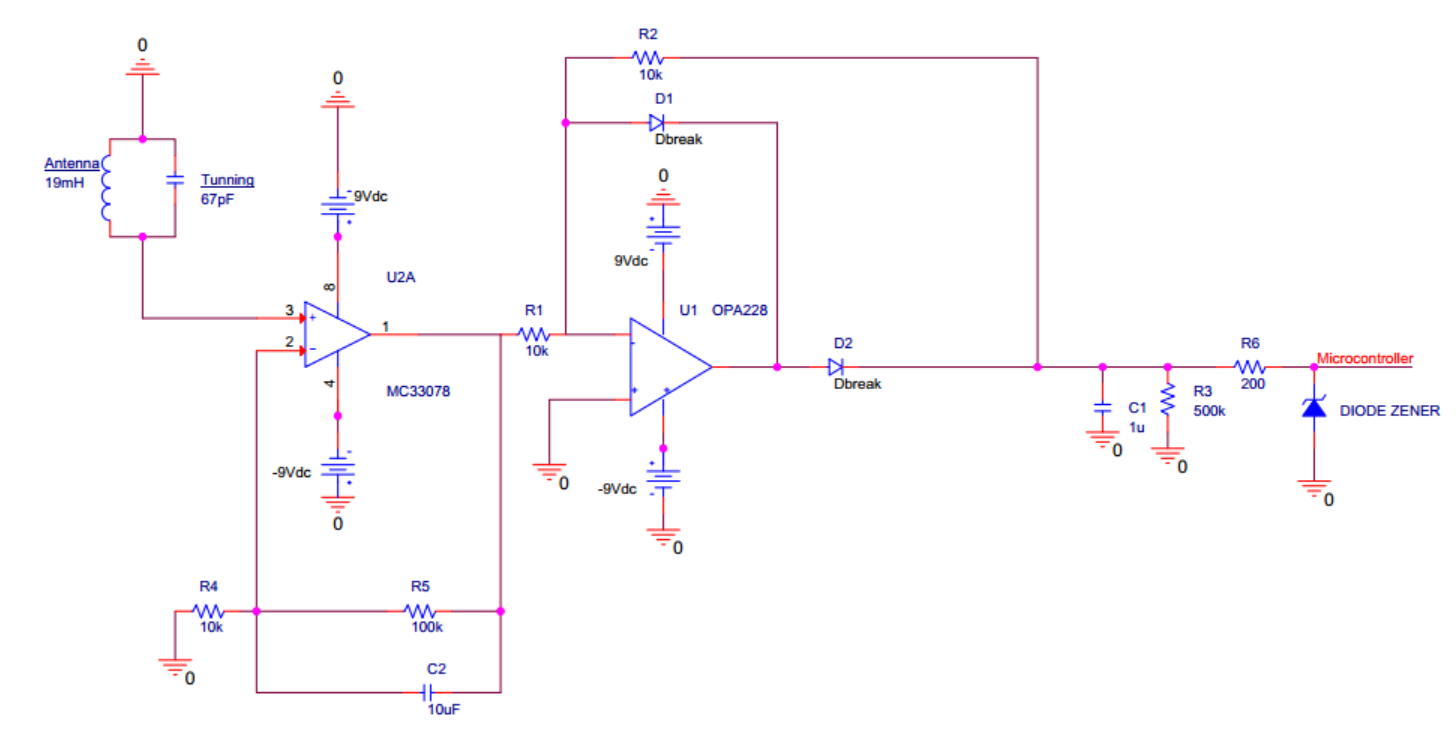 0
0
R2
10k
D1
Dbreak
Antenna
19mH
Tunning
67pF
-
9Vdc
+
0
+
-
9Vdc
8
U2A
3
+
1
2
-
4
MC33078
R1
10k
U1 OPA228
-
+
+
D2
Dbreak
Microcontroller
R6
200
C1
1u
R3
500k
DIODE ZENER
0
0
0
-
-9Vdc
+
0
0
+
-9Vdc
-
0
R4
10k
R5
100k
0
C2
10uF